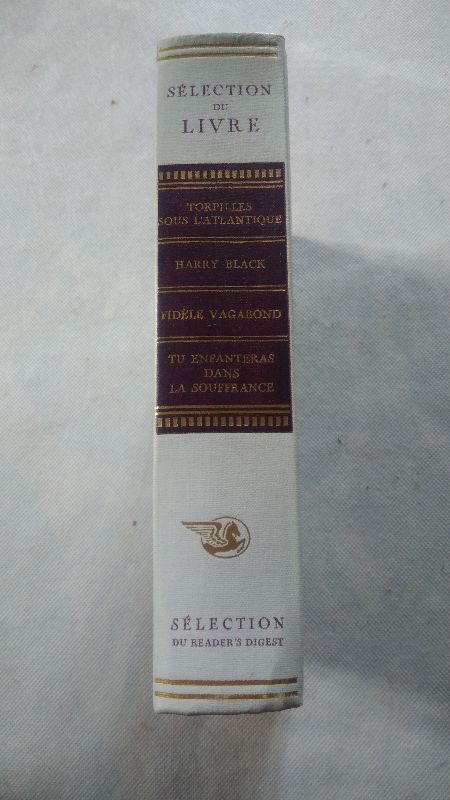 SÉLECTION
DU
LIVRE
TORPILLES
SOUS L'ATLANTIQUE
HARRY BLACK
FIDÈLE VAGABOND
TU ENFANTERAS
DANS
LA SOUFFRANCE
SÉLECTION
DU READER'S DIGEST